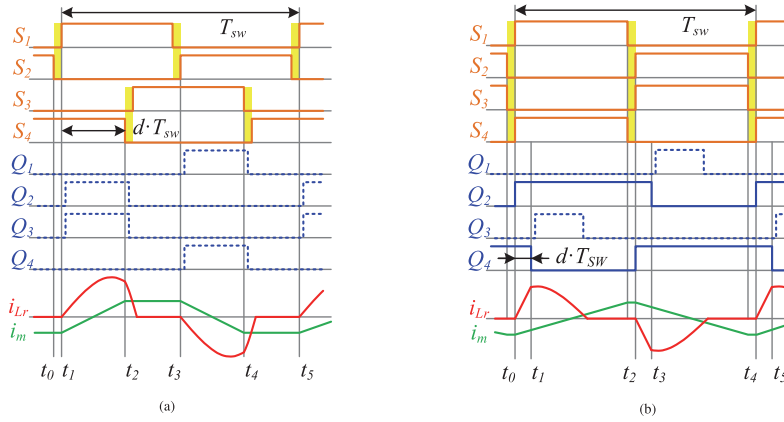 T_sw
S_1
S_2
S_3
S_4
d·T_sw
Q_1
Q_2
Q_3
Q_4
i_Lr
i_m
t_0 t_1 t_2 t_3 t_4 t_5
(a)
T_sw
S_1
S_2
S_3
S_4
Q_1
Q_2
Q_3
Q_4
d·T_SW
i_Lr
i_m
t_0 t_1 t_2 t_3 t_4 t_5
(b)